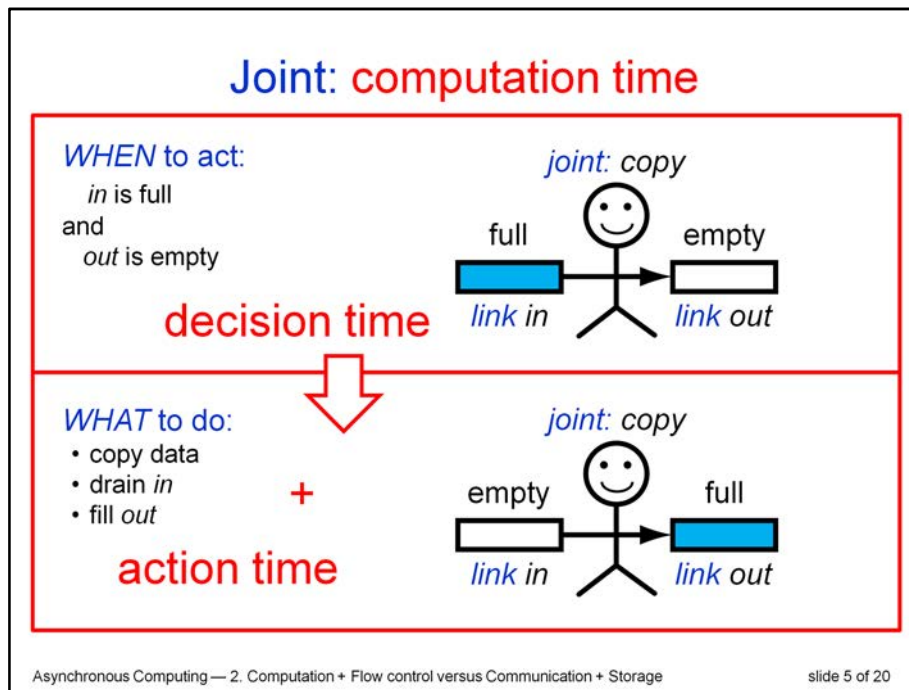 Joint: computation time
WHEN to act:
in is full
and
out is empty
decision time
joint: copy
full
empty
link in
link out
WHAT to do:
• copy data
• drain in
• fill out
+
action time
joint: copy
empty
full
link in
link out
Asynchronous Computing — 2. Computation + Flow control versus Communication + Storage
slide 5 of 20